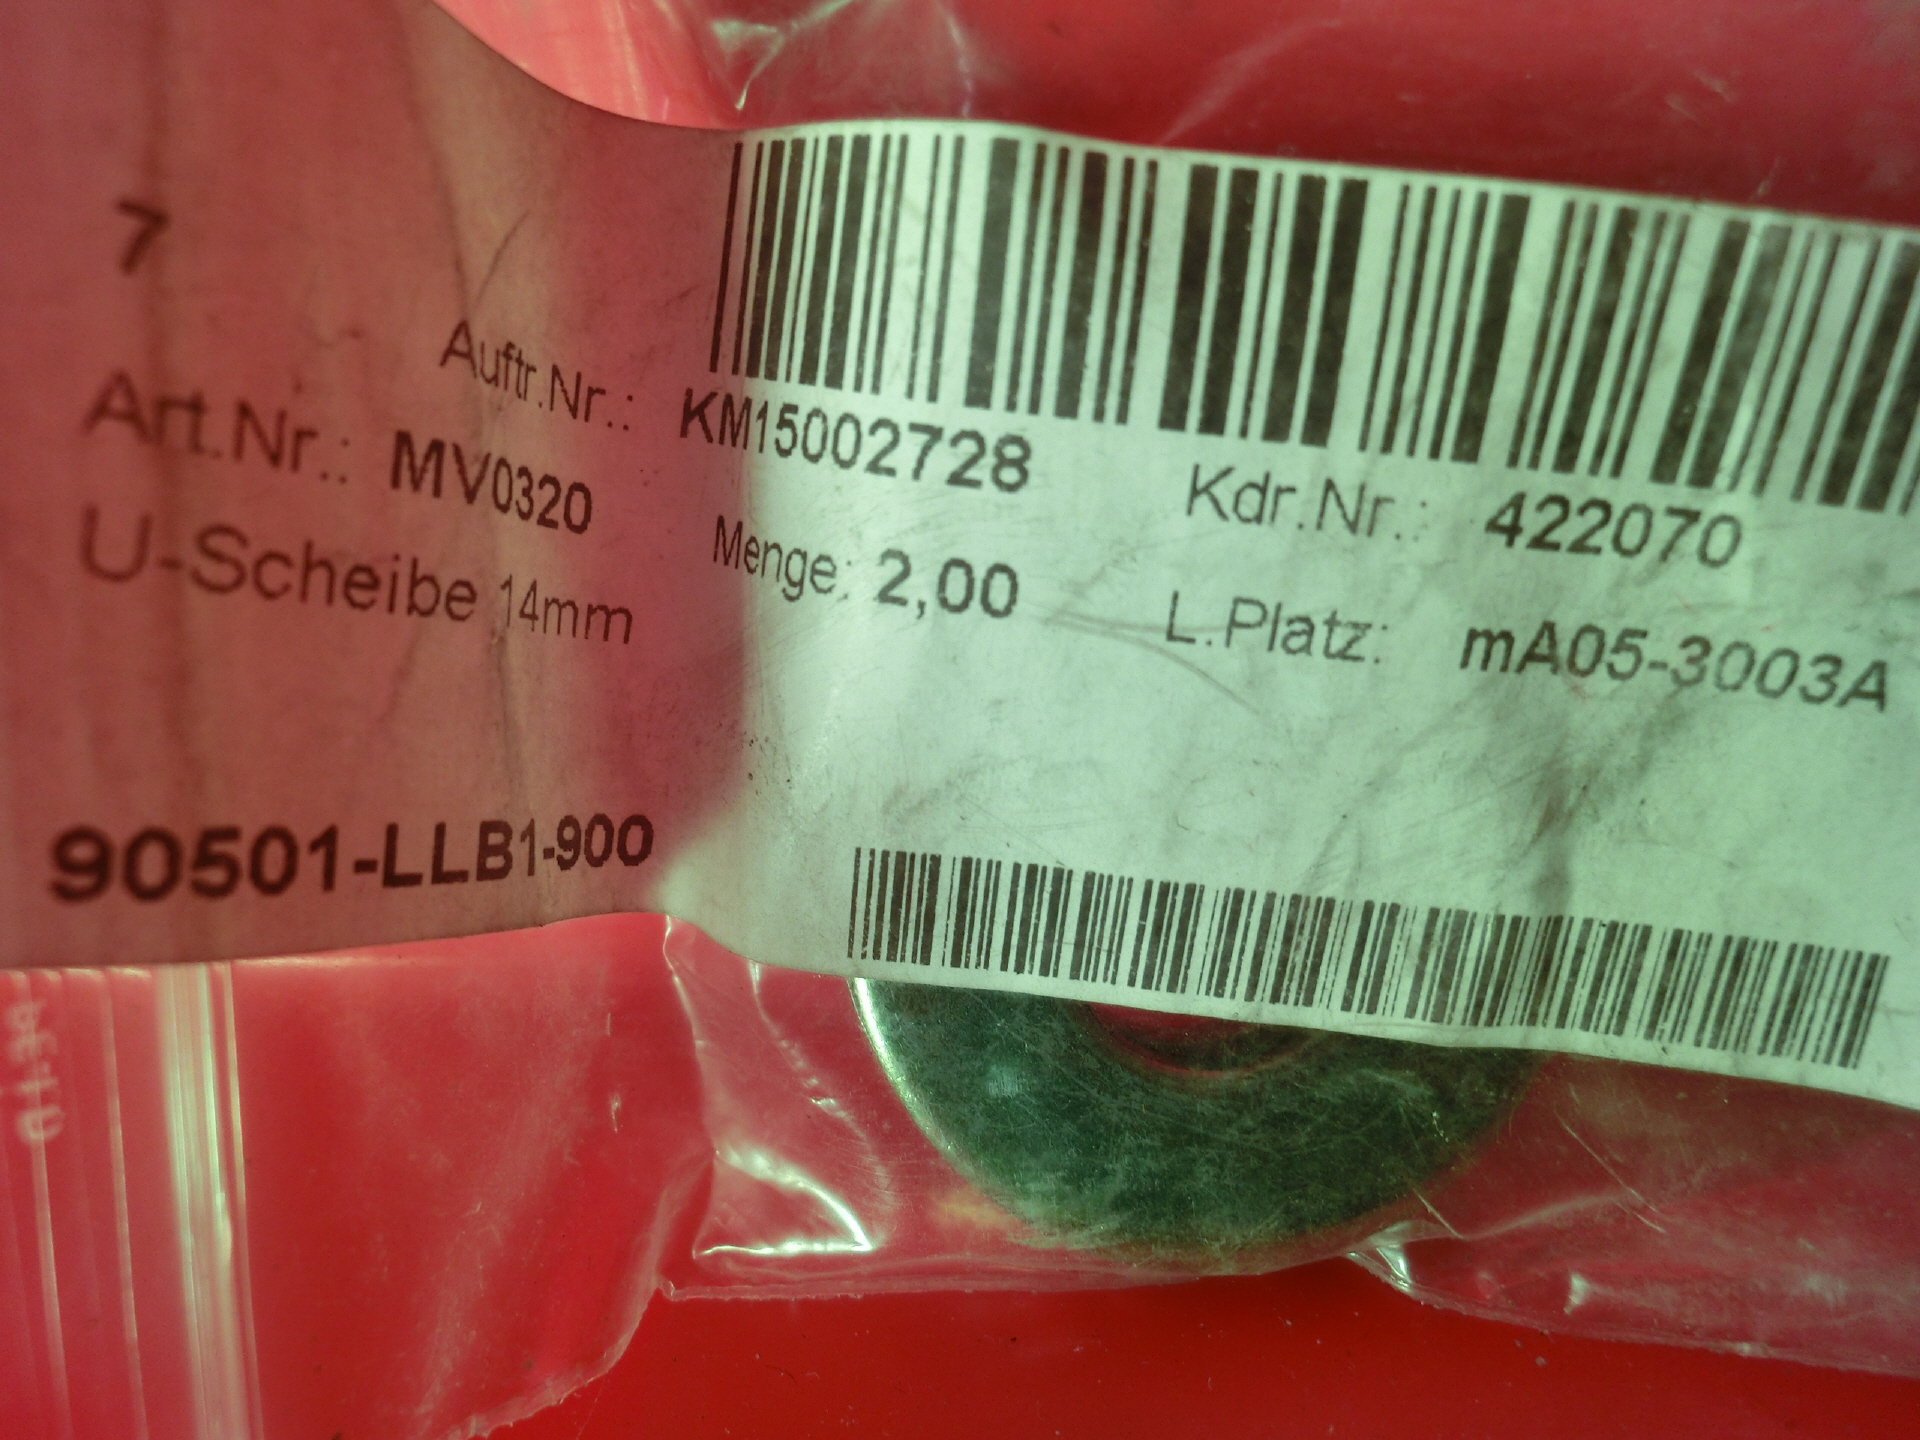 7
Auftr.Nr.: KM15002728 Kdr.Nr.: 422070
Art.Nr.: MV0320 Menge: 2,00 L.Platz: mA05-3003A
U-Scheibe 14mm
90501-LLB1-900